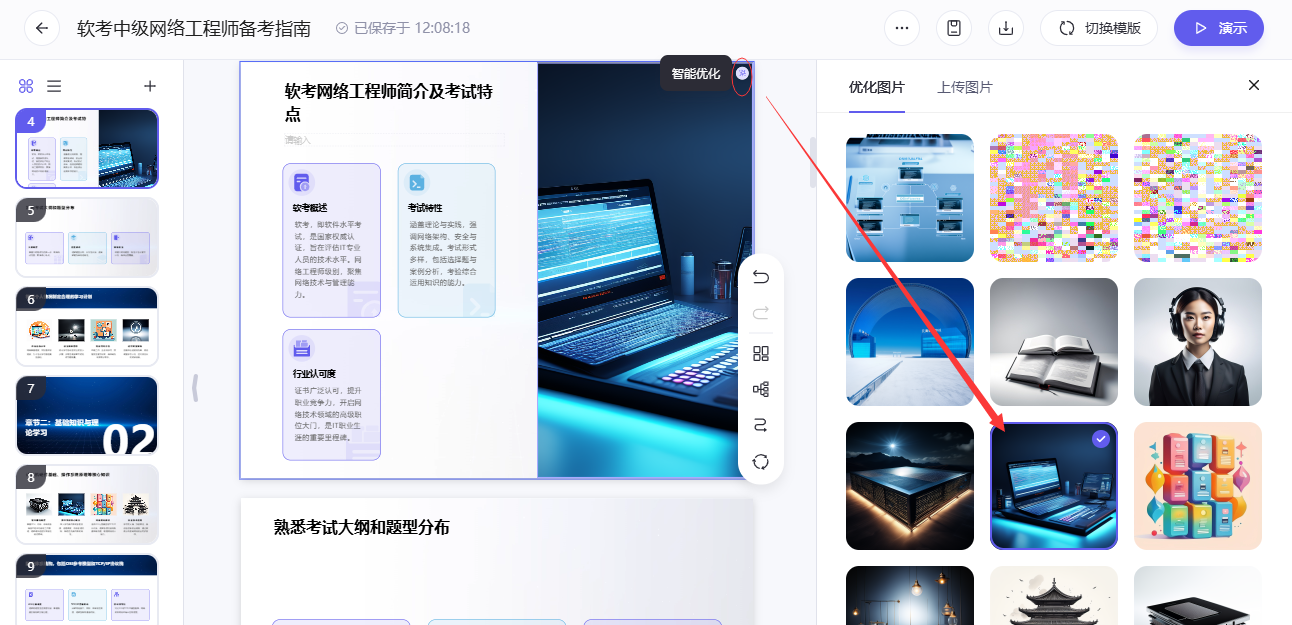 软考中级网络工程师备考指南
已保存于 12:08:18
切换模版
演示
4
5
6
7
章节二：基础知识与理
论学习
02
8
9
智能优化
软考网络工程师简介及考试特
点
请输入
软考概述
软考，即软件水平考
试，是国家权威认
证，旨在评估IT专业
人员的技术水平。网
络工程师级别，聚焦
网络技术与管理能
力。
考试特性
涵盖理论与实践，强
调网络架构、安全与
系统集成。考试形式
多样，包括选择题与
案例分析，考验综合
运用知识的能力。
行业认可度
证书广泛认可，提升
职业竞争力，开启网
络技术领域的高级职
位大门，是IT职业生
涯的重要里程碑。
熟悉考试大纲和题型分布
优化图片
上传图片